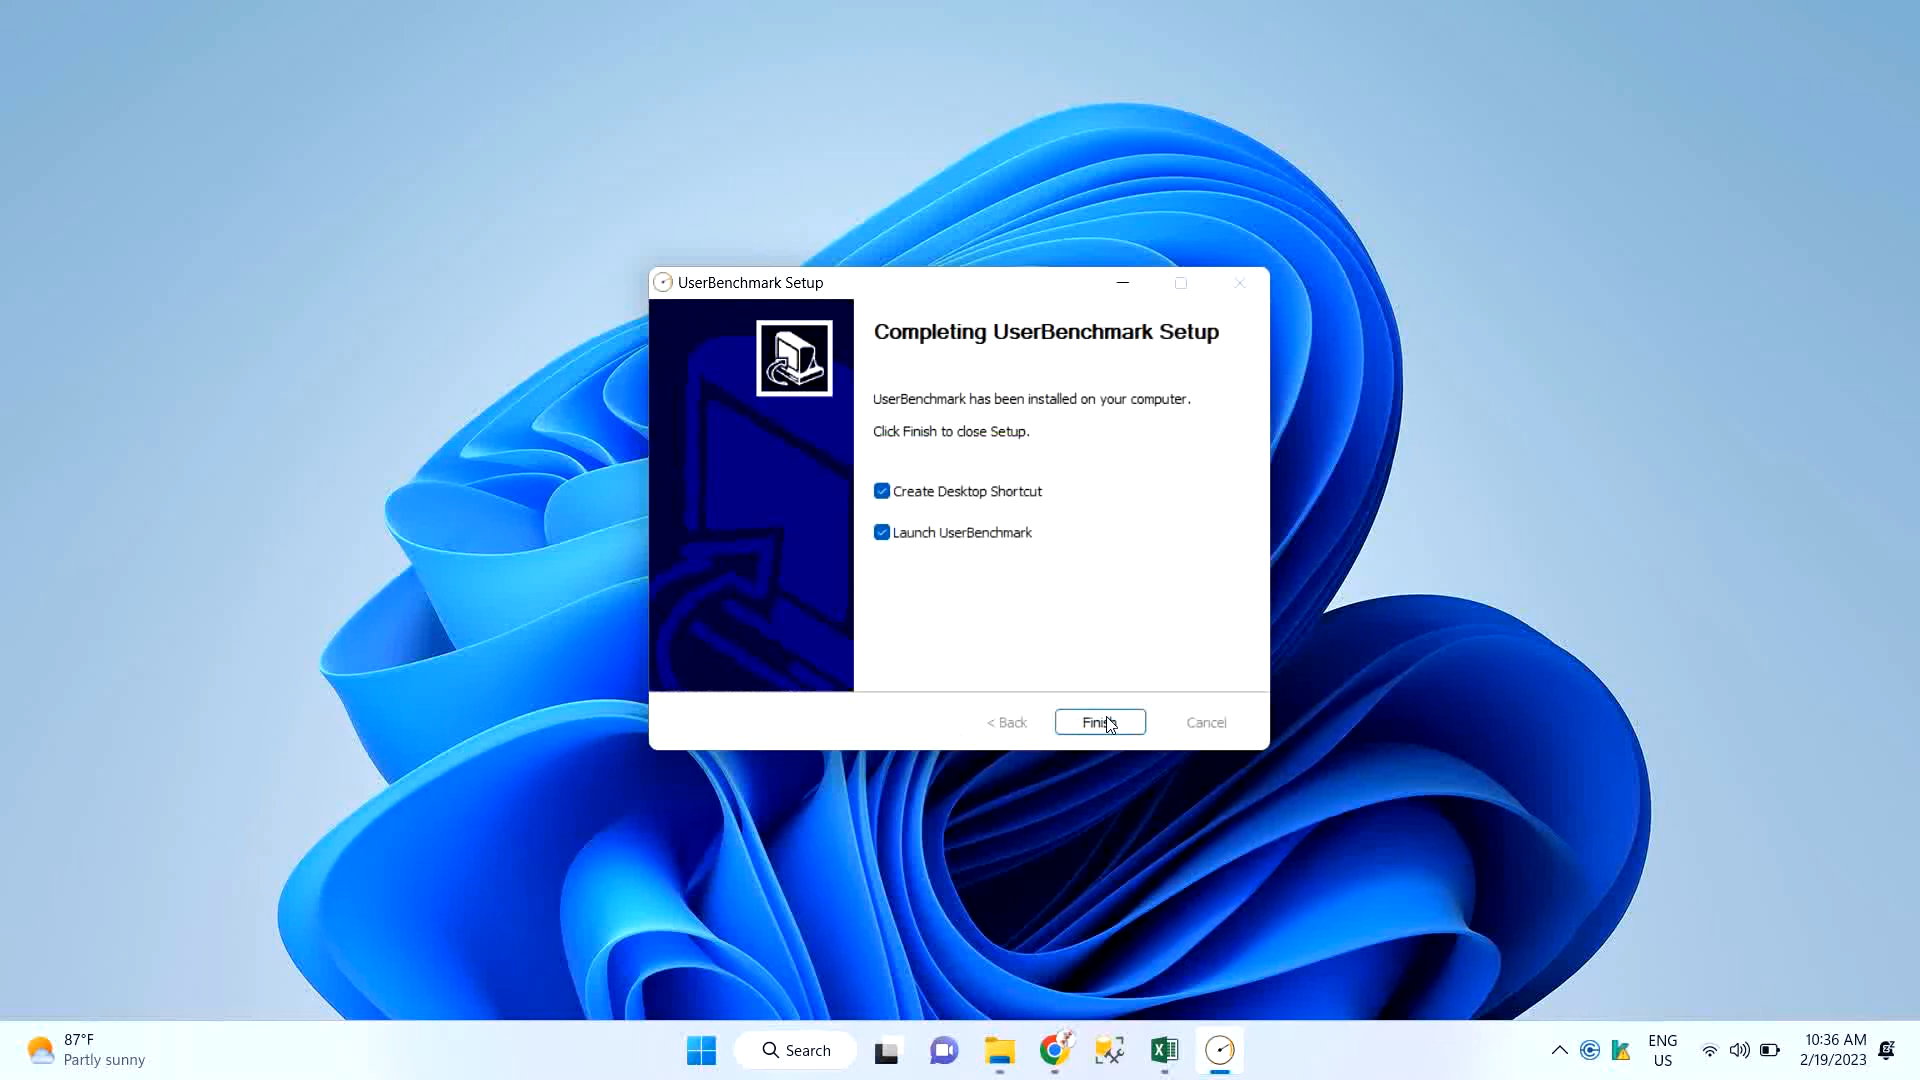 UserBenchmark Setup
Completing UserBenchmark Setup
UserBenchmark has been installed on your computer.
Click Finish to close Setup.
Create Desktop Shortcut
Launch UserBenchmark
< Back
Finish
Cancel
87°F
Partly sunny
Search
ENG
US
10:36 AM
2/19/2023